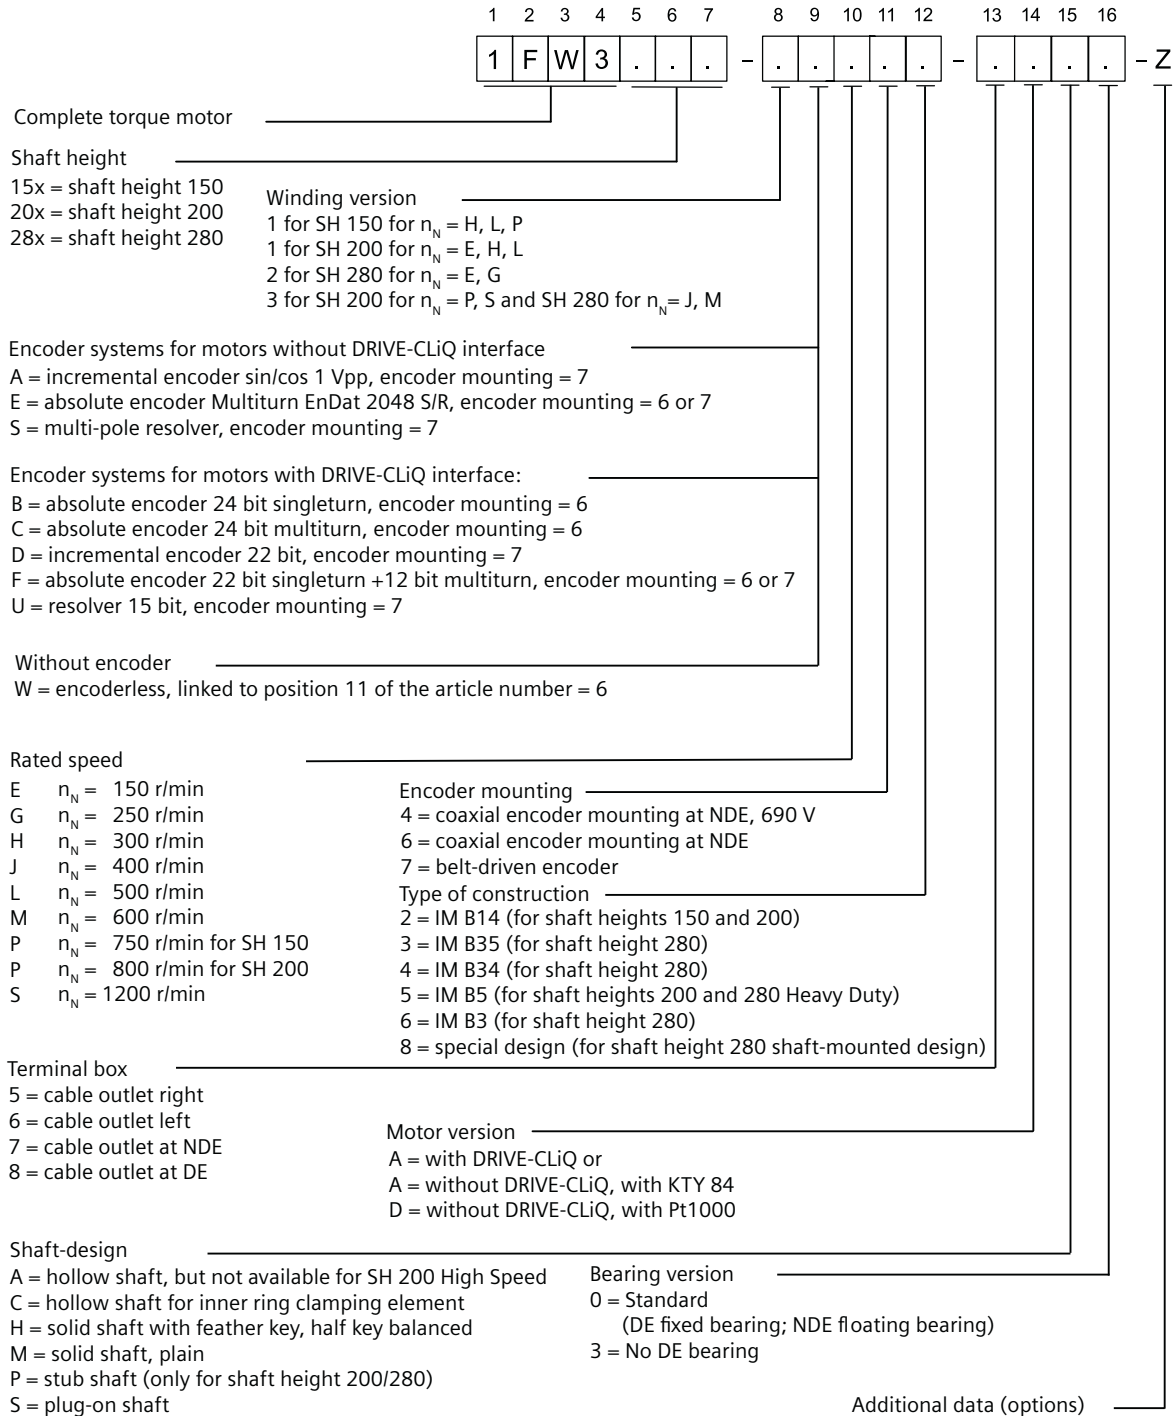 1 2 3 4 5 6 7 8 9 10 11 12 13 14 15 16
1 F W 3 . . . - . . . . . - . . . . - Z
Complete torque motor
Shaft height
15x = shaft height 150
20x = shaft height 200
28x = shaft height 280
Winding version
1 for SH 150 for nN = H, L, P
1 for SH 200 for nN = E, H, L
2 for SH 280 for nN = E, G
3 for SH 200 for nN = P, S and SH 280 for nN= J, M
Encoder systems for motors without DRIVE-CLiQ interface
A = incremental encoder sin/cos 1 Vpp, encoder mounting = 7
E = absolute encoder Multiturn EnDat 2048 S/R, encoder mounting = 6 or 7
S = multi-pole resolver, encoder mounting = 7
Encoder systems for motors with DRIVE-CLiQ interface:
B = absolute encoder 24 bit singleturn, encoder mounting = 6
C = absolute encoder 24 bit multiturn, encoder mounting = 6
D = incremental encoder 22 bit, encoder mounting = 7
F = absolute encoder 22 bit singleturn +12 bit multiturn, encoder mounting = 6 or 7
U = resolver 15 bit, encoder mounting = 7
Without encoder
W = encoderless, linked to position 11 of the article number = 6
Rated speed
E nN = 150 r/min
G nN = 250 r/min
H nN = 300 r/min
J nN = 400 r/min
L nN = 500 r/min
M nN = 600 r/min
P nN = 750 r/min for SH 150
P nN = 800 r/min for SH 200
S nN = 1200 r/min
Encoder mounting
4 = coaxial encoder mounting at NDE, 690 V
6 = coaxial encoder mounting at NDE
7 = belt-driven encoder
Type of construction
2 = IM B14 (for shaft heights 150 and 200)
3 = IM B35 (for shaft height 280)
4 = IM B34 (for shaft height 280)
5 = IM B5 (for shaft heights 200 and 280 Heavy Duty)
6 = IM B3 (for shaft height 280)
8 = special design (for shaft height 280 shaft-mounted design)
Terminal box
5 = cable outlet right
6 = cable outlet left
7 = cable outlet at NDE
8 = cable outlet at DE
Motor version
A = with DRIVE-CLiQ or
A = without DRIVE-CLiQ, with KTY 84
D = without DRIVE-CLiQ, with Pt1000
Shaft-design
A = hollow shaft, but not available for SH 200 High Speed
C = hollow shaft for inner ring clamping element
H = solid shaft with feather key, half key balanced
M = solid shaft, plain
P = stub shaft (only for shaft height 200/280)
S = plug-on shaft
Bearing version
0 = Standard
(DE fixed bearing; NDE floating bearing)
3 = No DE bearing
Additional data (options)